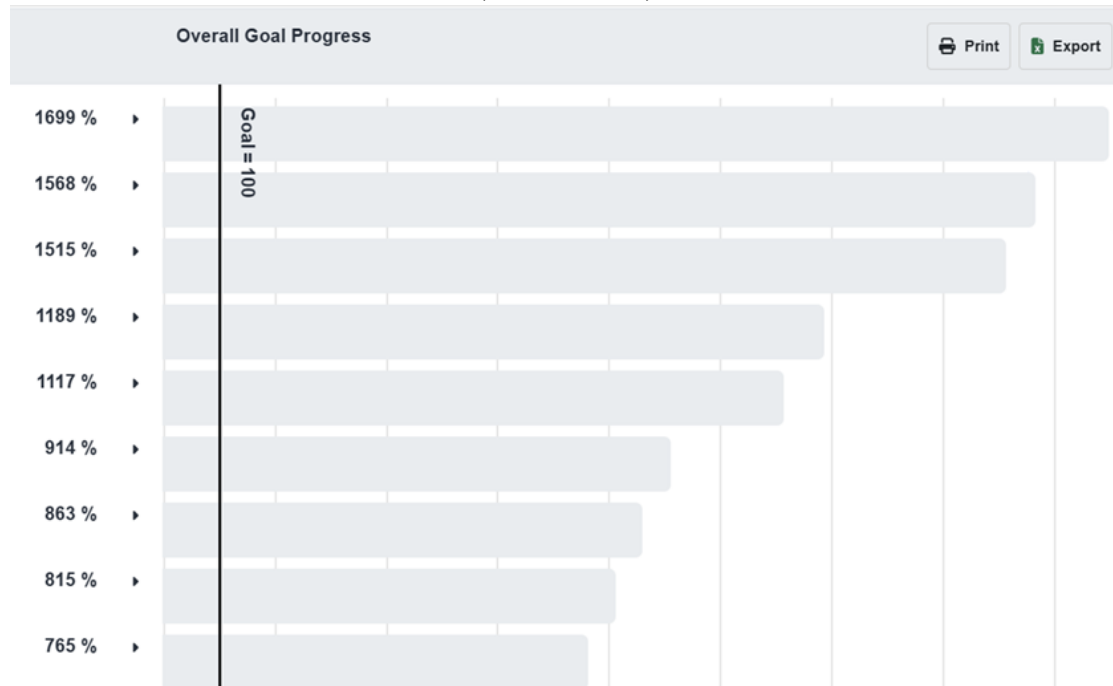 Overall Goal Progress
Print
Export
1699 %
Goal = 100
1568 %
1515 %
1189 %
1117 %
914 %
863 %
815 %
765 %